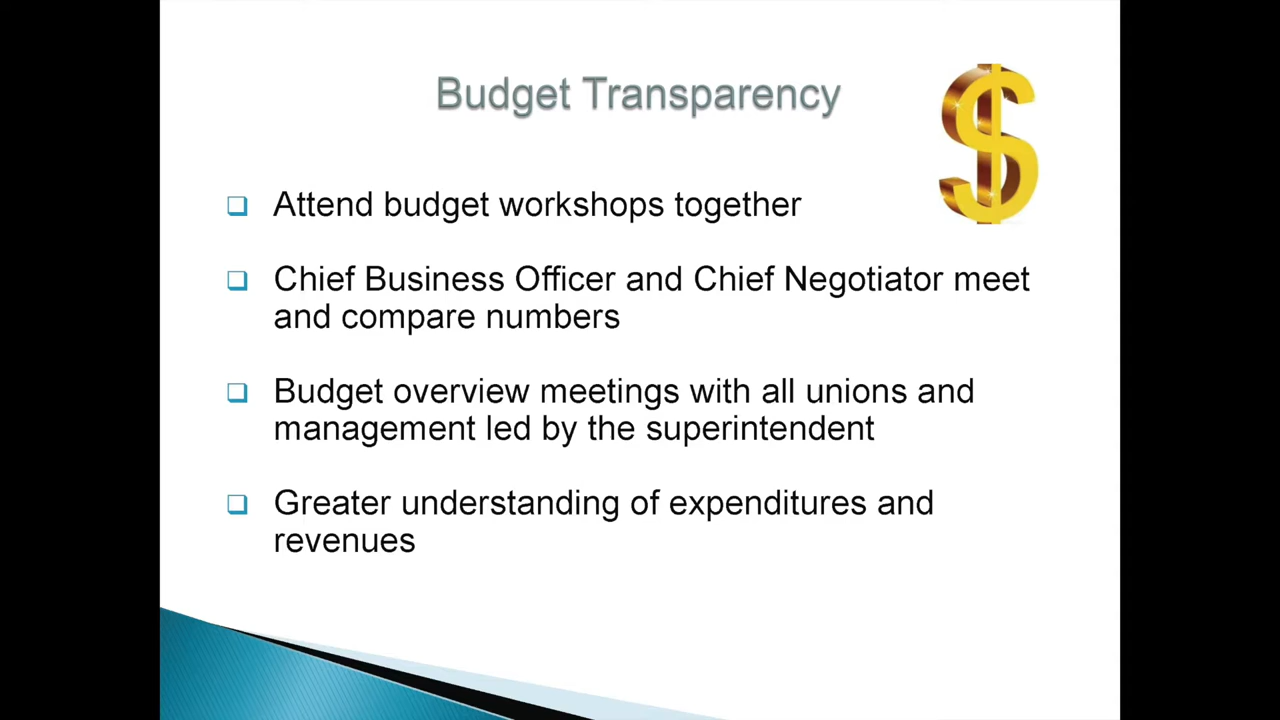 Budget Transparency
Attend budget workshops together
Chief Business Officer and Chief Negotiator meet
and compare numbers
Budget overview meetings with all unions and
management led by the superintendent
Greater understanding of expenditures and
revenues